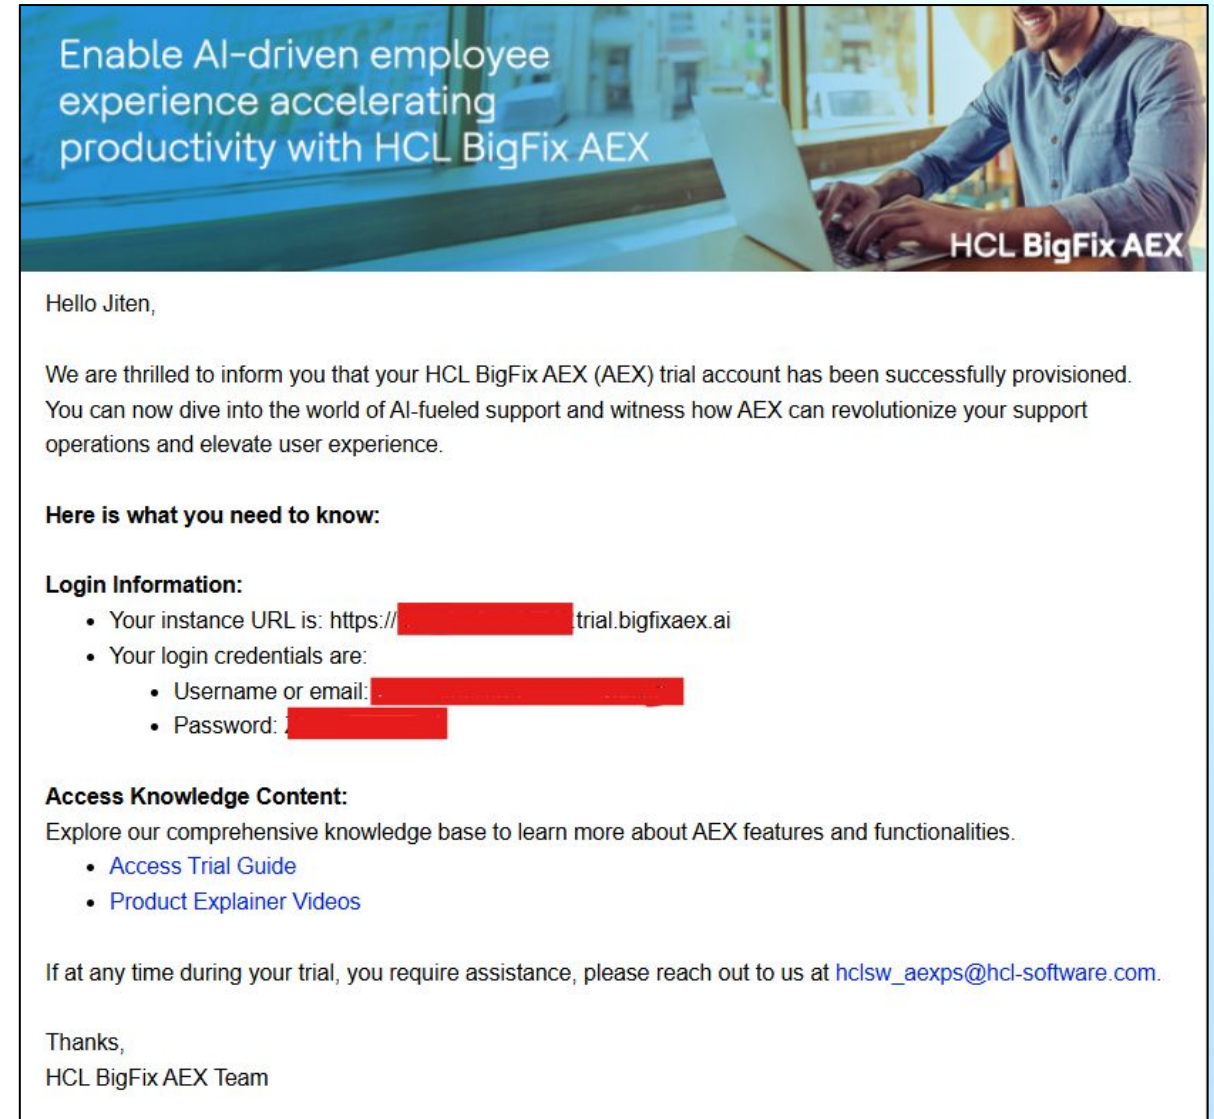 Enable AI-driven employee
experience accelerating
productivity with HCL BigFix AEX
HCL BigFix AEX
Hello Jiten,
We are thrilled to inform you that your HCL BigFix AEX (AEX) trial account has been successfully provisioned.
You can now dive into the world of AI-fueled support and witness how AEX can revolutionize your support
operations and elevate user experience.
Here is what you need to know:
Login Information:
• Your instance URL is: https:// trial.bigfixaex.ai
• Your login credentials are:
• Username or email:
• Password:
Access Knowledge Content:
Explore our comprehensive knowledge base to learn more about AEX features and functionalities.
• Access Trial Guide
• Product Explainer Videos
If at any time during your trial, you require assistance, please reach out to us at hclsw_aexps@hcl-software.com.
Thanks,
HCL BigFix AEX Team